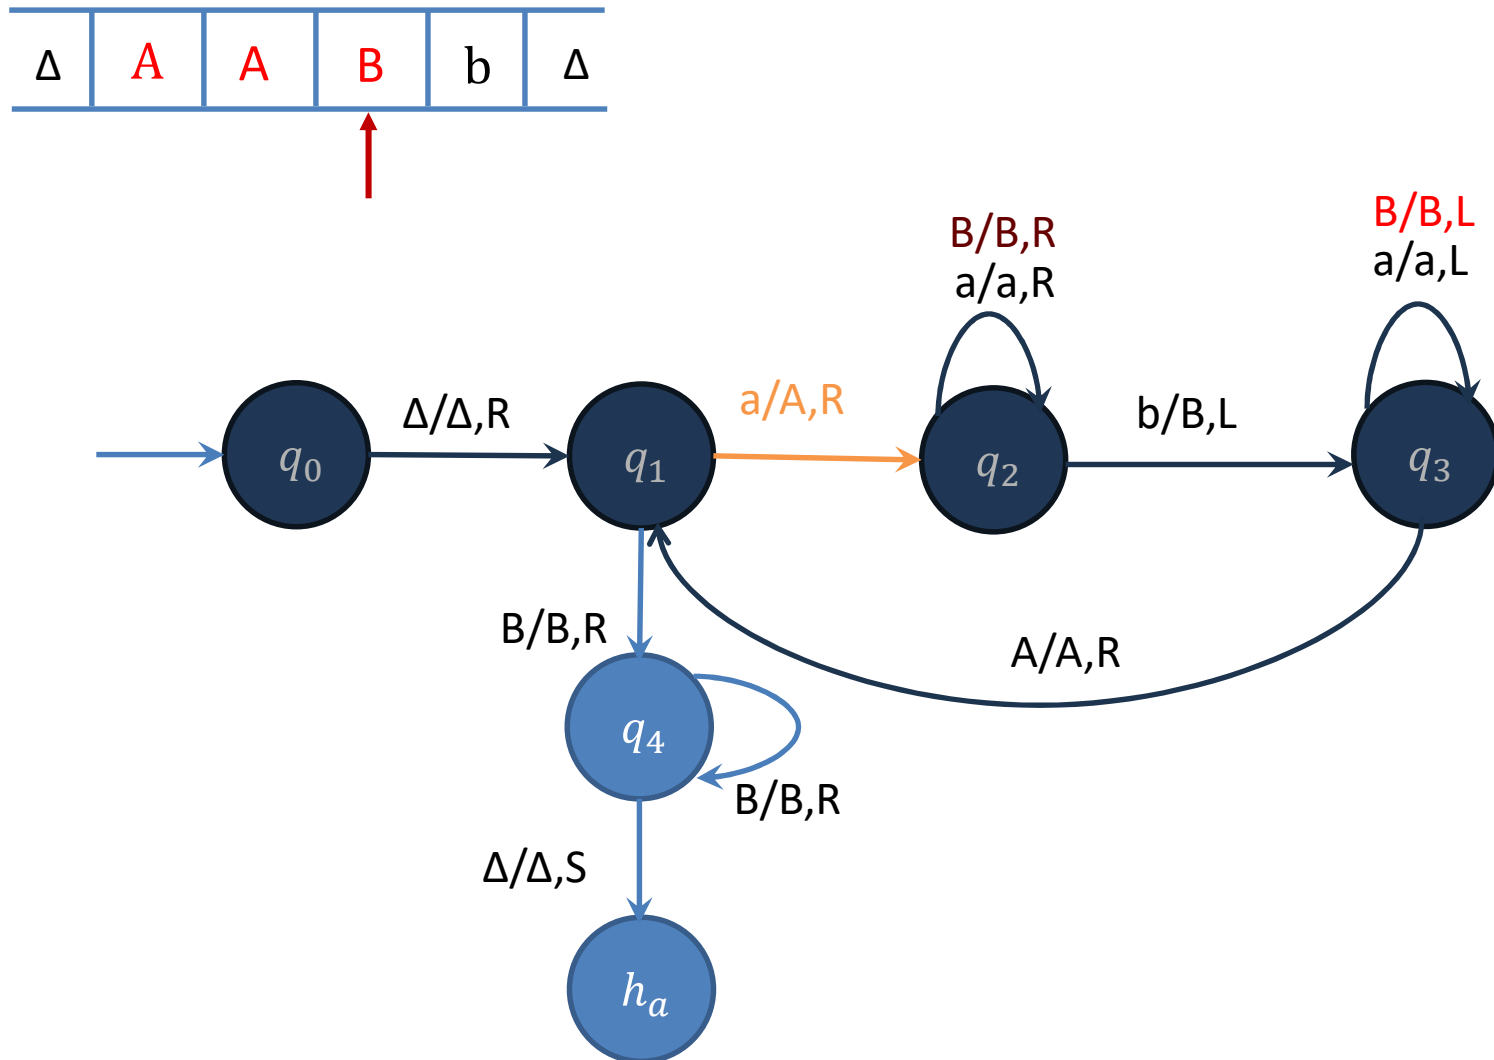 Δ A A B b Δ
B/B,R
a/a,R
B/B,L
a/a,L
Δ/Δ,R
a/A,R
b/B,L
q₀
q₁
q₂
q₃
B/B,R
A/A,R
q₄
B/B,R
Δ/Δ,S
hₐ